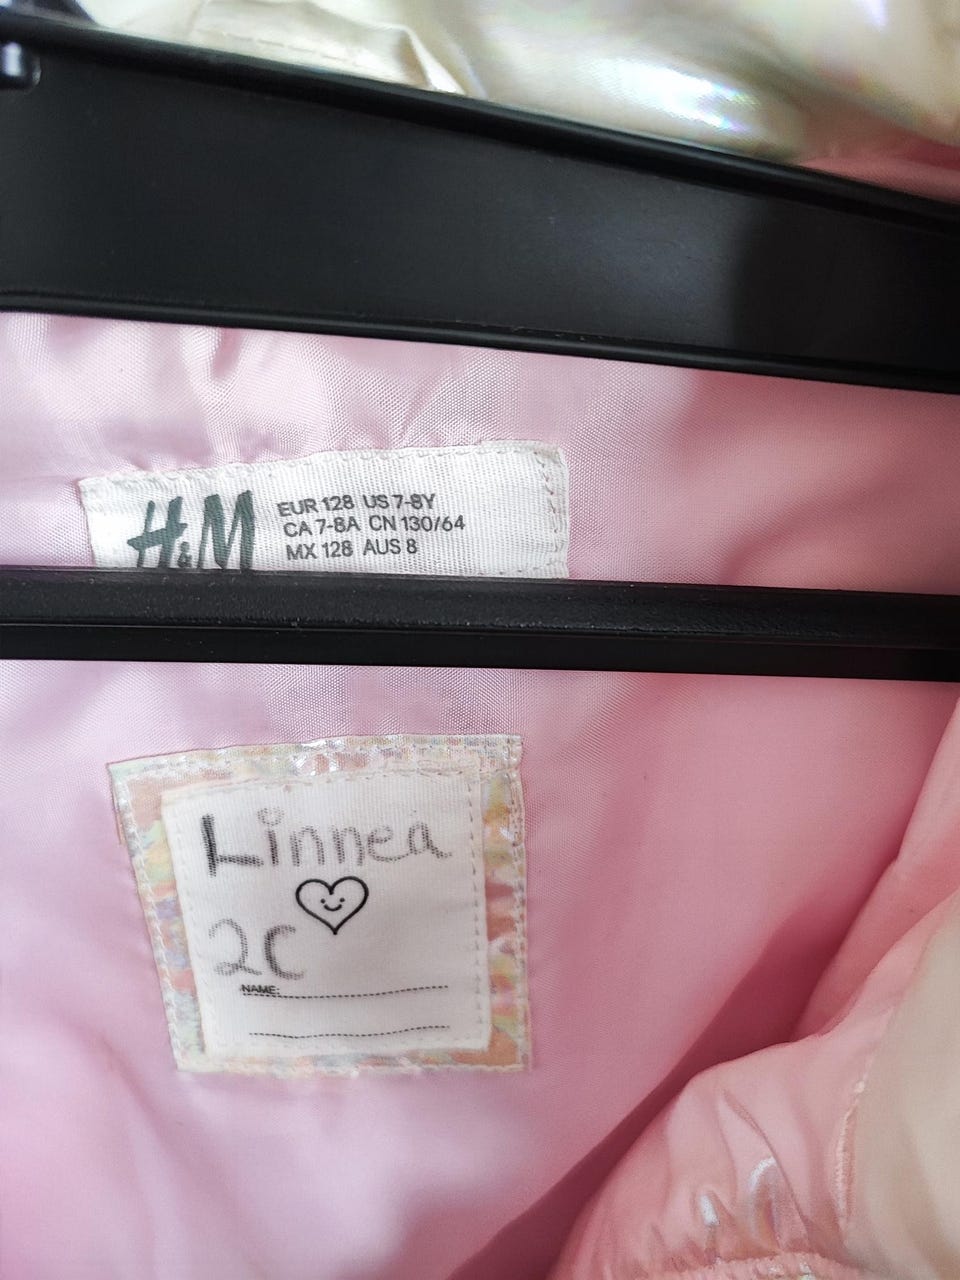 H&M
EUR 128 US 7-8Y
CA 7-8A CN 130/64
MX 128 AUS 8
Linnea
2C
NAME: